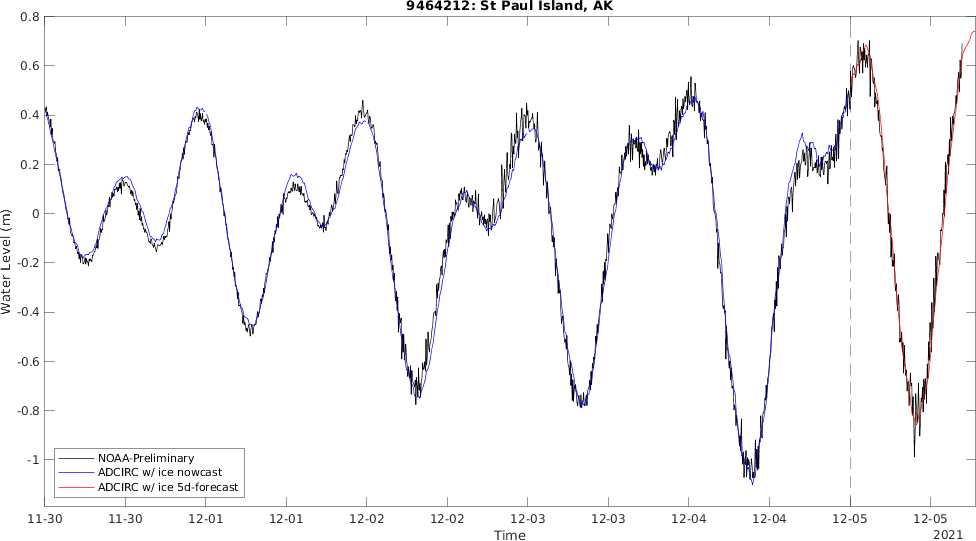 9464212: St Paul Island, AK
0.8
0.6
0.4
0.2
0
-0.2
-0.4
-0.6
-0.8
-1
Water Level (m)
NOAA-Preliminary
ADCIRC w/ ice nowcast
ADCIRC w/ ice 5d-forecast
11-30 11-30 12-01 12-01 12-02 12-02 12-03 12-03 12-04 12-04 12-05 12-05
Time
2021